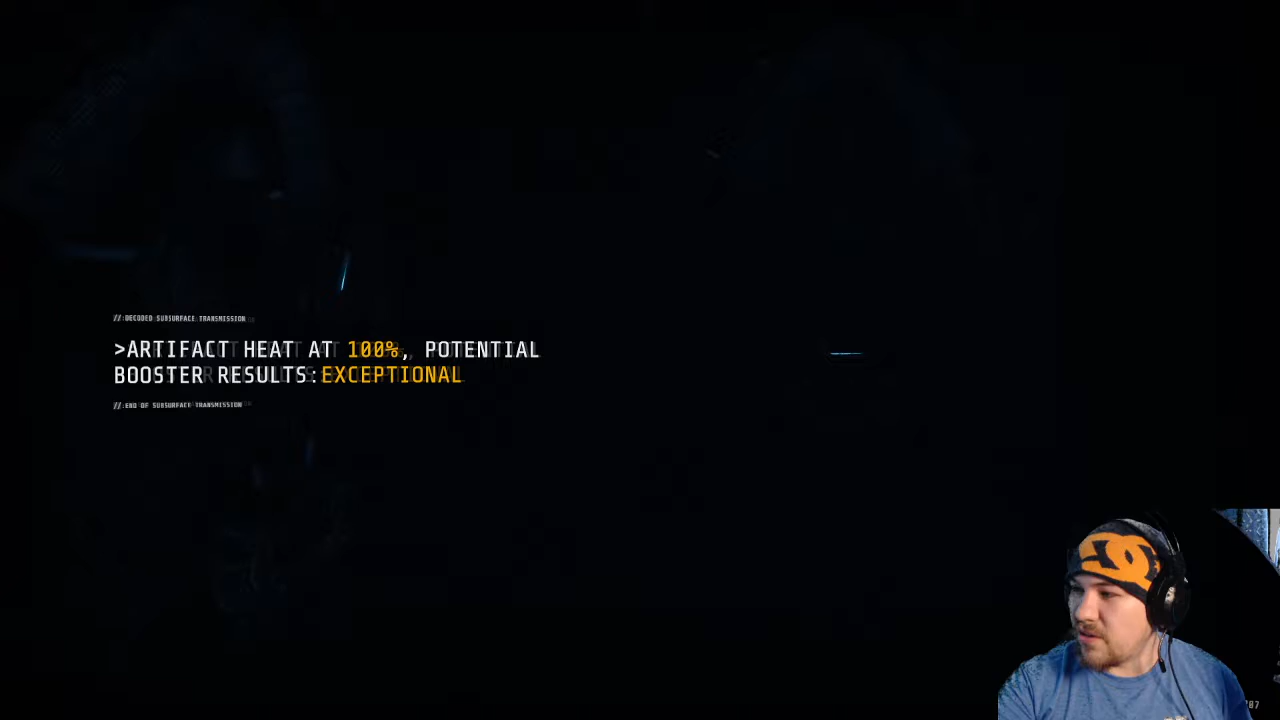 //:DECODED SUBSURFACE TRANSMISSION
>ARTIFACT HEAT AT 100%, POTENTIAL
BOOSTER RESULTS:EXCEPTIONAL
//:END OF SUBSURFACE TRANSMISSION